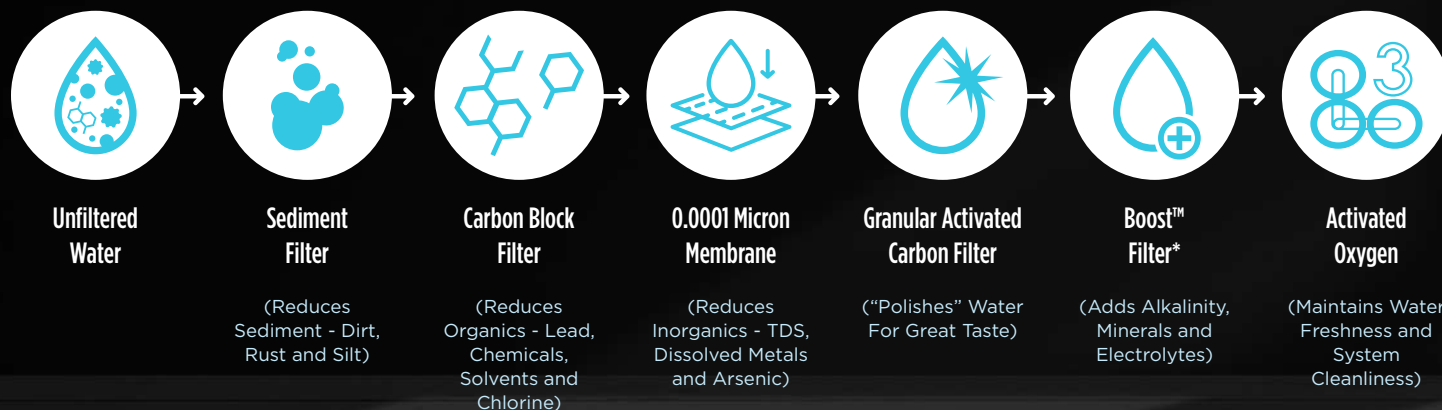 3
Unfiltered
Water
Sediment
Filter
(Reduces
Sediment - Dirt,
Rust and Silt)
Carbon Block
Filter
(Reduces
Organics - Lead,
Chemicals,
Solvents and
Chlorine)
0.0001 Micron
Membrane
(Reduces
Inorganics - TDS,
Dissolved Metals
and Arsenic)
Granular Activated
Carbon Filter
(“Polishes” Water
For Great Taste)
Boost™
Filter*
(Adds Alkalinity,
Minerals and
Electrolytes)
Activated
Oxygen
(Maintains Water
Freshness and
System
Cleanliness)